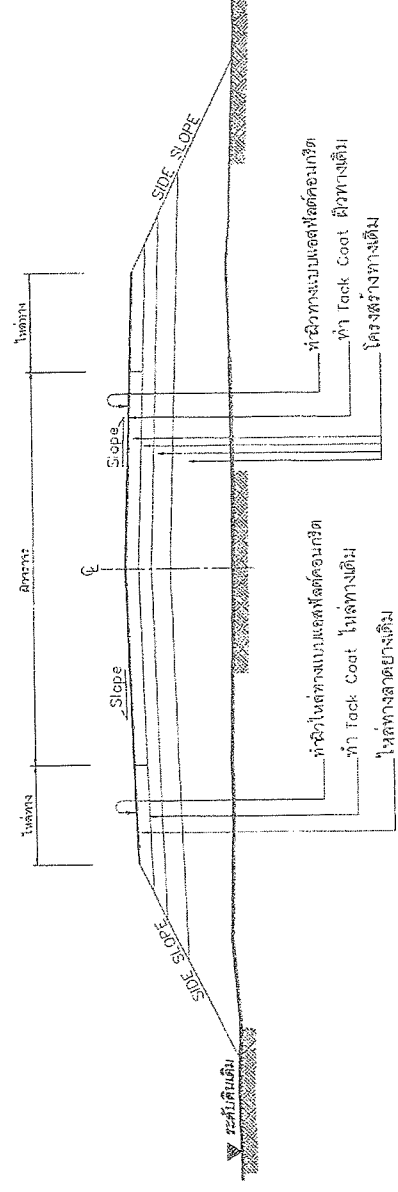 ไหล่ทาง
ผิวจราจร
ไหล่ทาง
℄
Slope
Slope
SIDE SLOPE
SIDE SLOPE
ระดับดินเดิม
ทำผิวไหล่ทางแบบแอสฟัลต์คอนกรีต
ทำ Tack Coat ไหล่ทางเดิม
ไหล่ทางลาดยางเดิม
ทำผิวทางแบบแอสฟัลต์คอนกรีต
ทำ Tack Coat ผิวทางเดิม
โครงสร้างทางเดิม